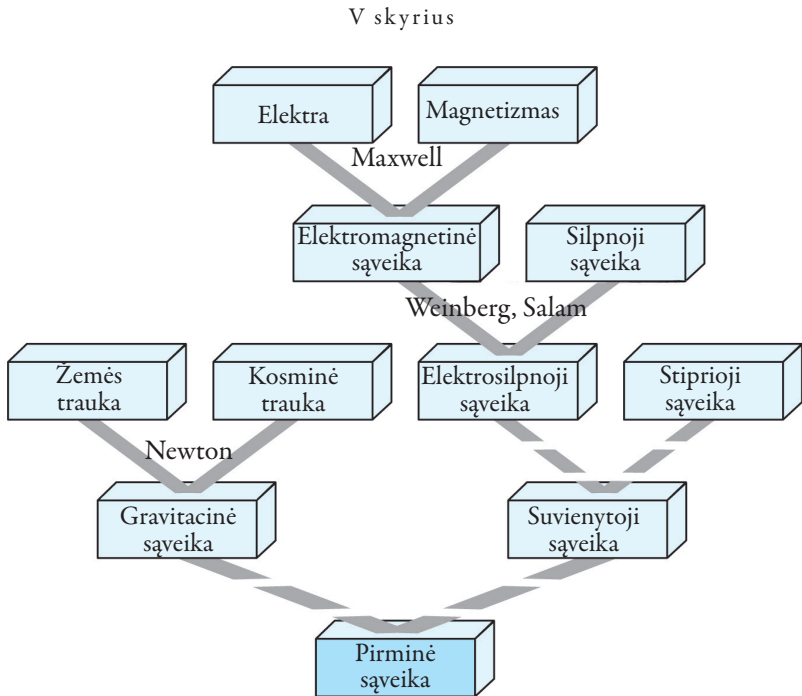 V skyrius
Elektra
Magnetizmas
Maxwell
Elektromagnetinė
sąveika
Silpnoji
sąveika
Weinberg, Salam
Žemės
trauka
Kosminė
trauka
Elektrosilpnoji
sąveika
Stiprioji
sąveika
Newton
Gravitacinė
sąveika
Suvienytoji
sąveika
Pirminė
sąveika